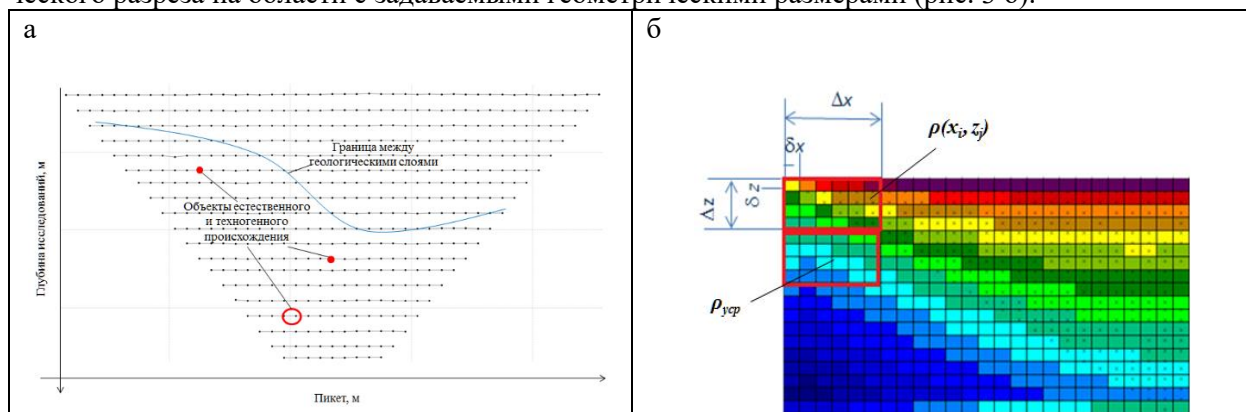 ческого разреза на области с задаваемыми геометрическими размерами (рис. 3 б).
а
Глубина исследований, м
Граница между
геологическими слоями
Объекты естественного
и техногенного
происхождения
Пикет, м
б
Δx
δx
Δz
δz
ρ(xᵢ, zⱼ)
ρуср